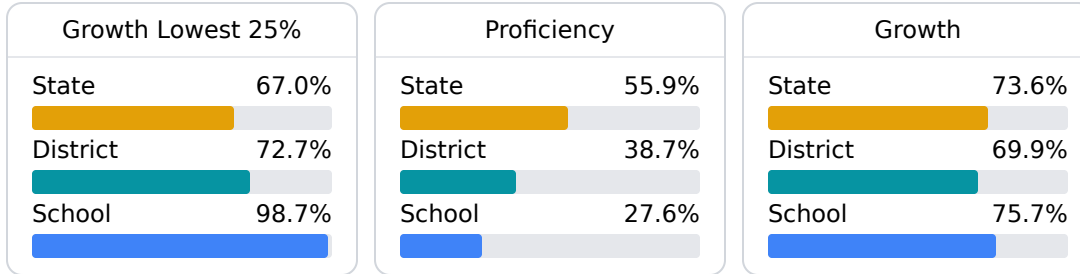 Growth Lowest 25%
State 67.0%
District 72.7%
School 98.7%
Proficiency
State 55.9%
District 38.7%
School 27.6%
Growth
State 73.6%
District 69.9%
School 75.7%